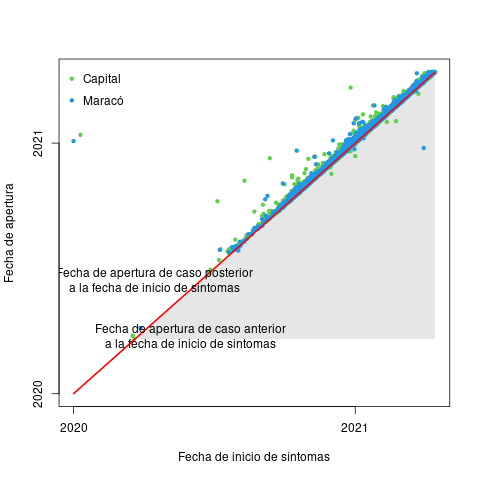 Capital
Maracó
Fecha de apertura
2021
2020
Fecha de apertura de caso posterior
a la fecha de inicio de síntomas
Fecha de apertura de caso anterior
a la fecha de inicio de síntomas
2020
2021
Fecha de inicio de síntomas